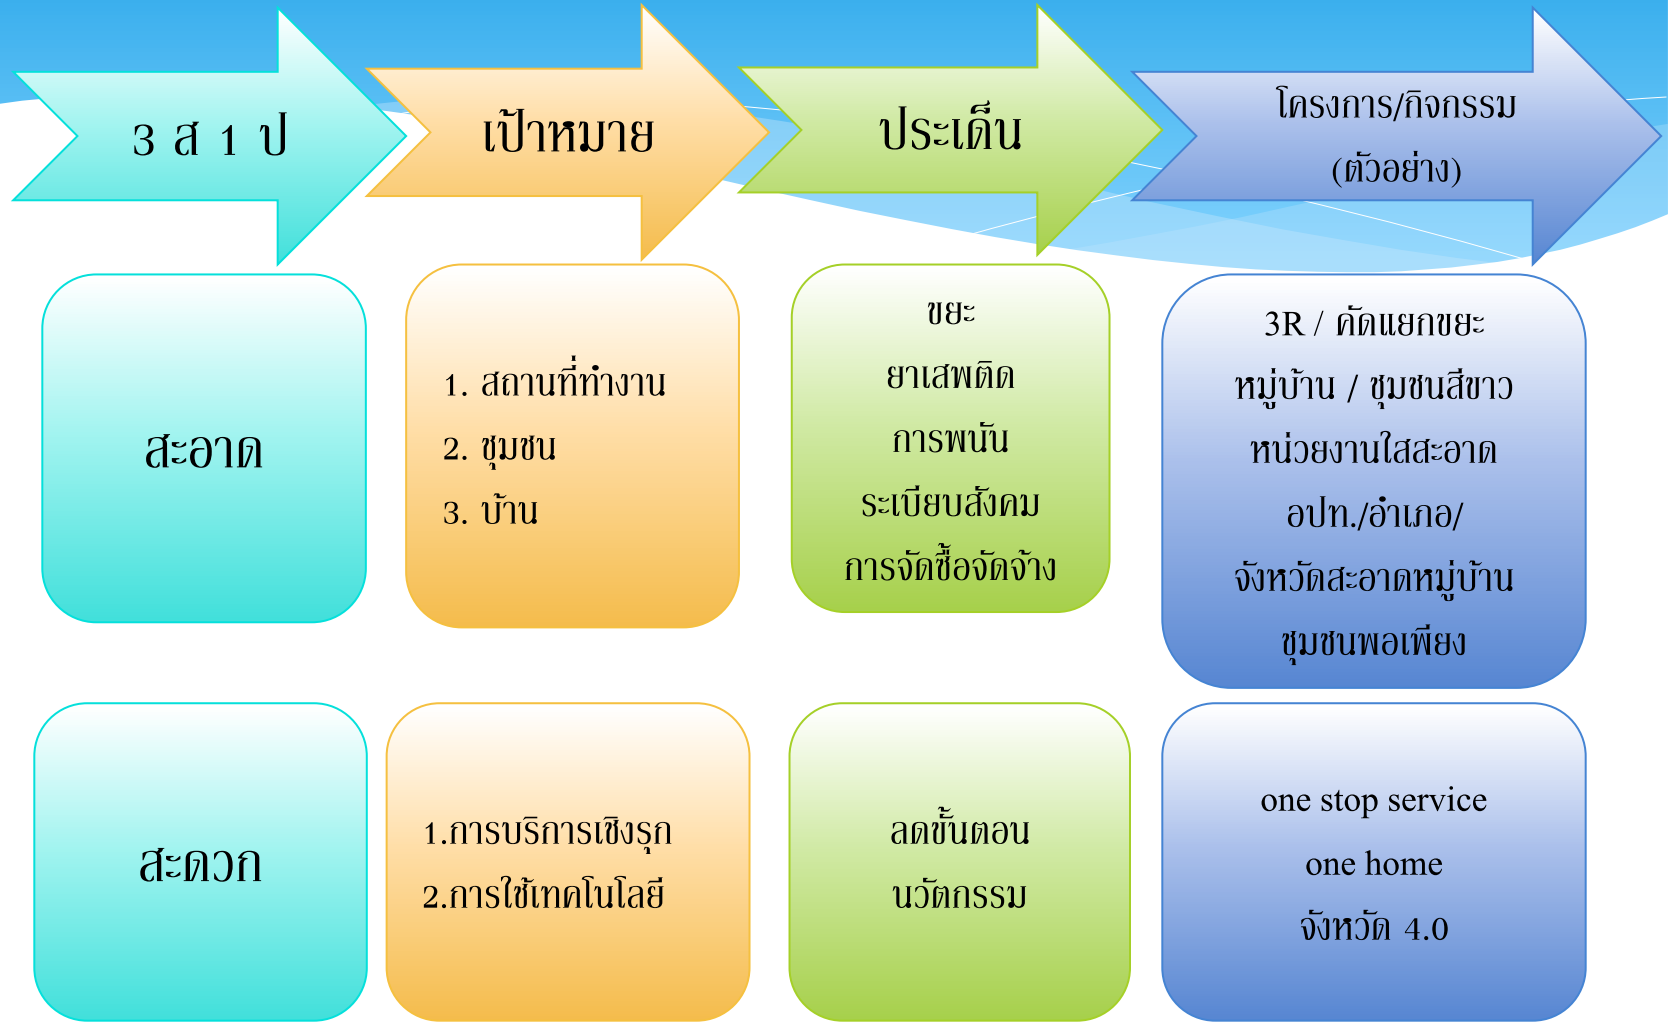 3 ส 1 ป
เป้าหมาย
ประเด็น
โครงการ/กิจกรรม
(ตัวอย่าง)
สะอาด
1. สถานที่ทำงาน
2. ชุมชน
3. บ้าน
ขยะ
ยาเสพติด
การพนัน
ระเบียบสังคม
การจัดซื้อจัดจ้าง
3R / คัดแยกขยะ
หมู่บ้าน / ชุมชนสีขาว
หน่วยงานใสสะอาด
อปท./อำเภอ/
จังหวัดสะอาดหมู่บ้าน
ชุมชนพอเพียง
สะดวก
1.การบริการเชิงรุก
2.การใช้เทคโนโลยี
ลดขั้นตอน
นวัตกรรม
one stop service
one home
จังหวัด 4.0